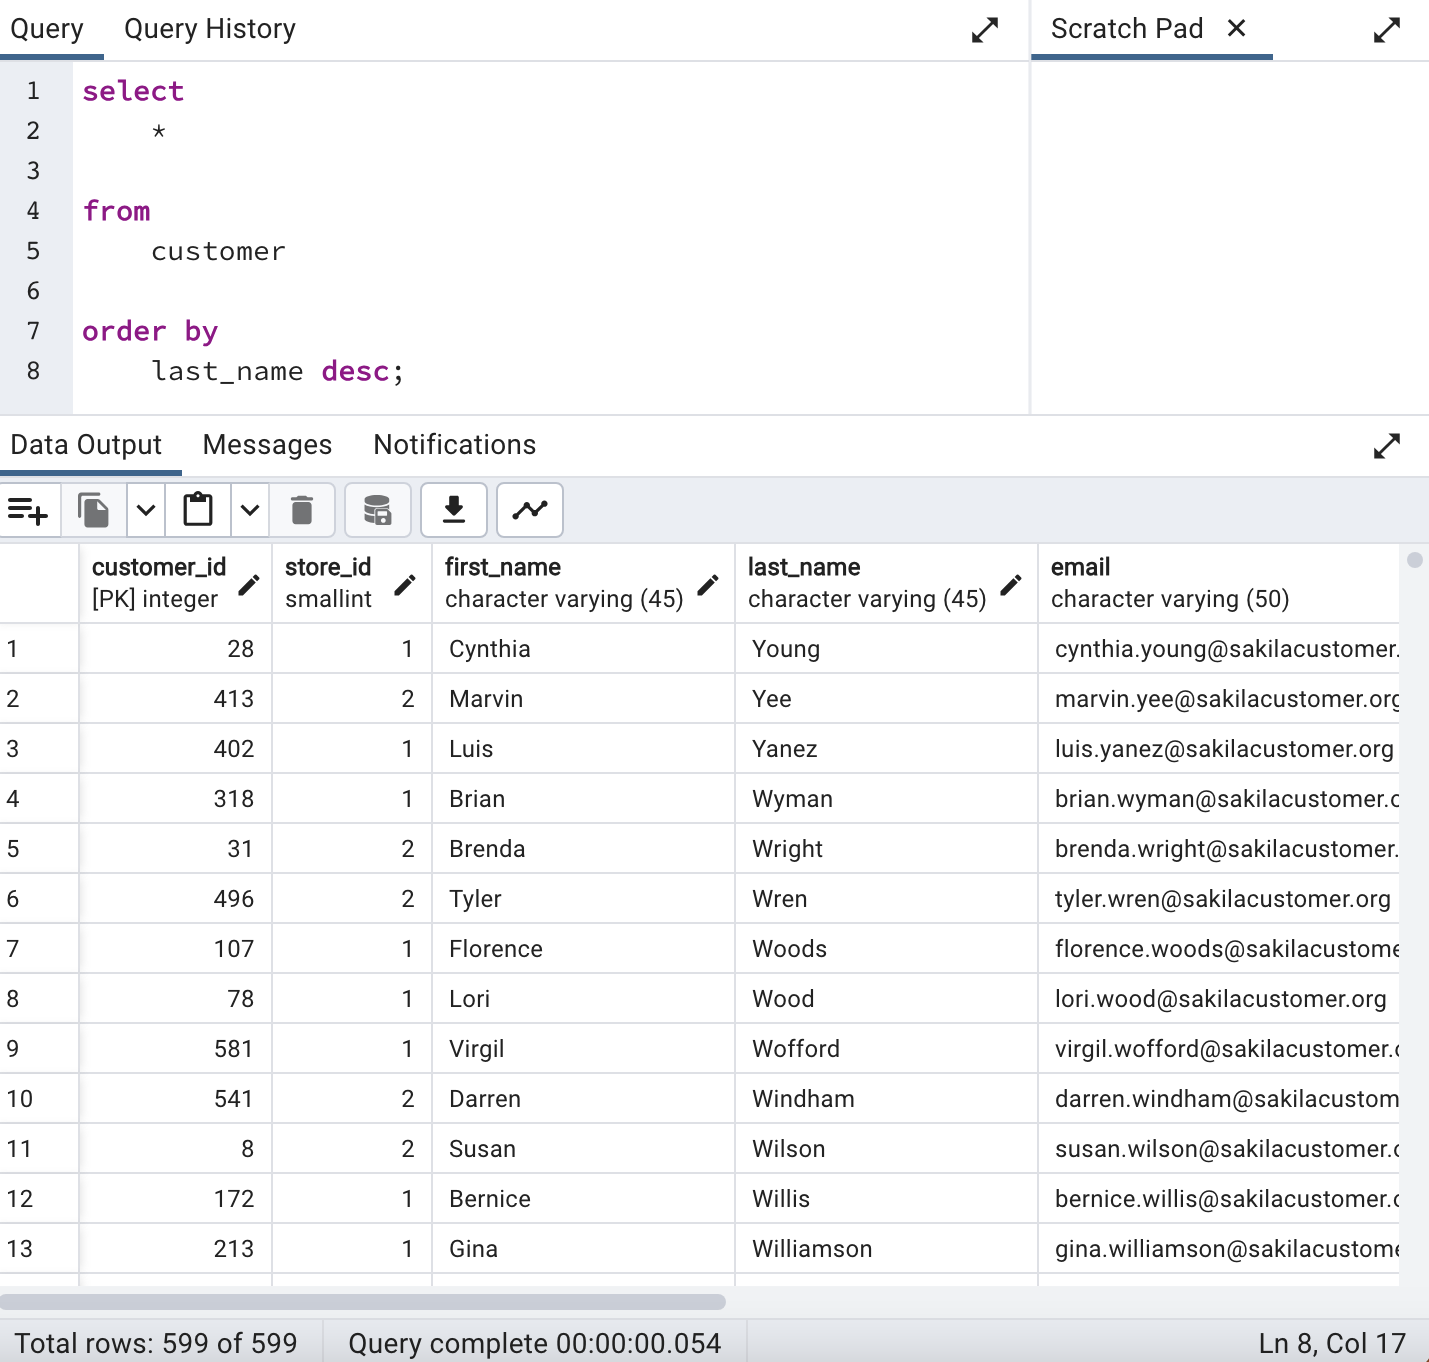 Query Query History Scratch Pad
1 select
2 *
3
4 from
5 customer
6
7 order by
8 last_name desc;
Data Output Messages Notifications
customer_id store_id first_name last_name email
[PK] integer smallint character varying (45) character varying (45) character varying (50)
1 28 1 Cynthia Young cynthia.young@sakilacustomer.
2 413 2 Marvin Yee marvin.yee@sakilacustomer.org
3 402 1 Luis Yanez luis.yanez@sakilacustomer.org
4 318 1 Brian Wyman brian.wyman@sakilacustomer.o
5 31 2 Brenda Wright brenda.wright@sakilacustomer.
6 496 2 Tyler Wren tyler.wren@sakilacustomer.org
7 107 1 Florence Woods florence.woods@sakilacustome
8 78 1 Lori Wood lori.wood@sakilacustomer.org
9 581 1 Virgil Wofford virgil.wofford@sakilacustomer.o
10 541 2 Darren Windham darren.windham@sakilacustom
11 8 2 Susan Wilson susan.wilson@sakilacustomer.o
12 172 1 Bernice Willis bernice.willis@sakilacustomer.o
13 213 1 Gina Williamson gina.williamson@sakilacustome
Total rows: 599 of 599 Query complete 00:00:00.054 Ln 8, Col 17